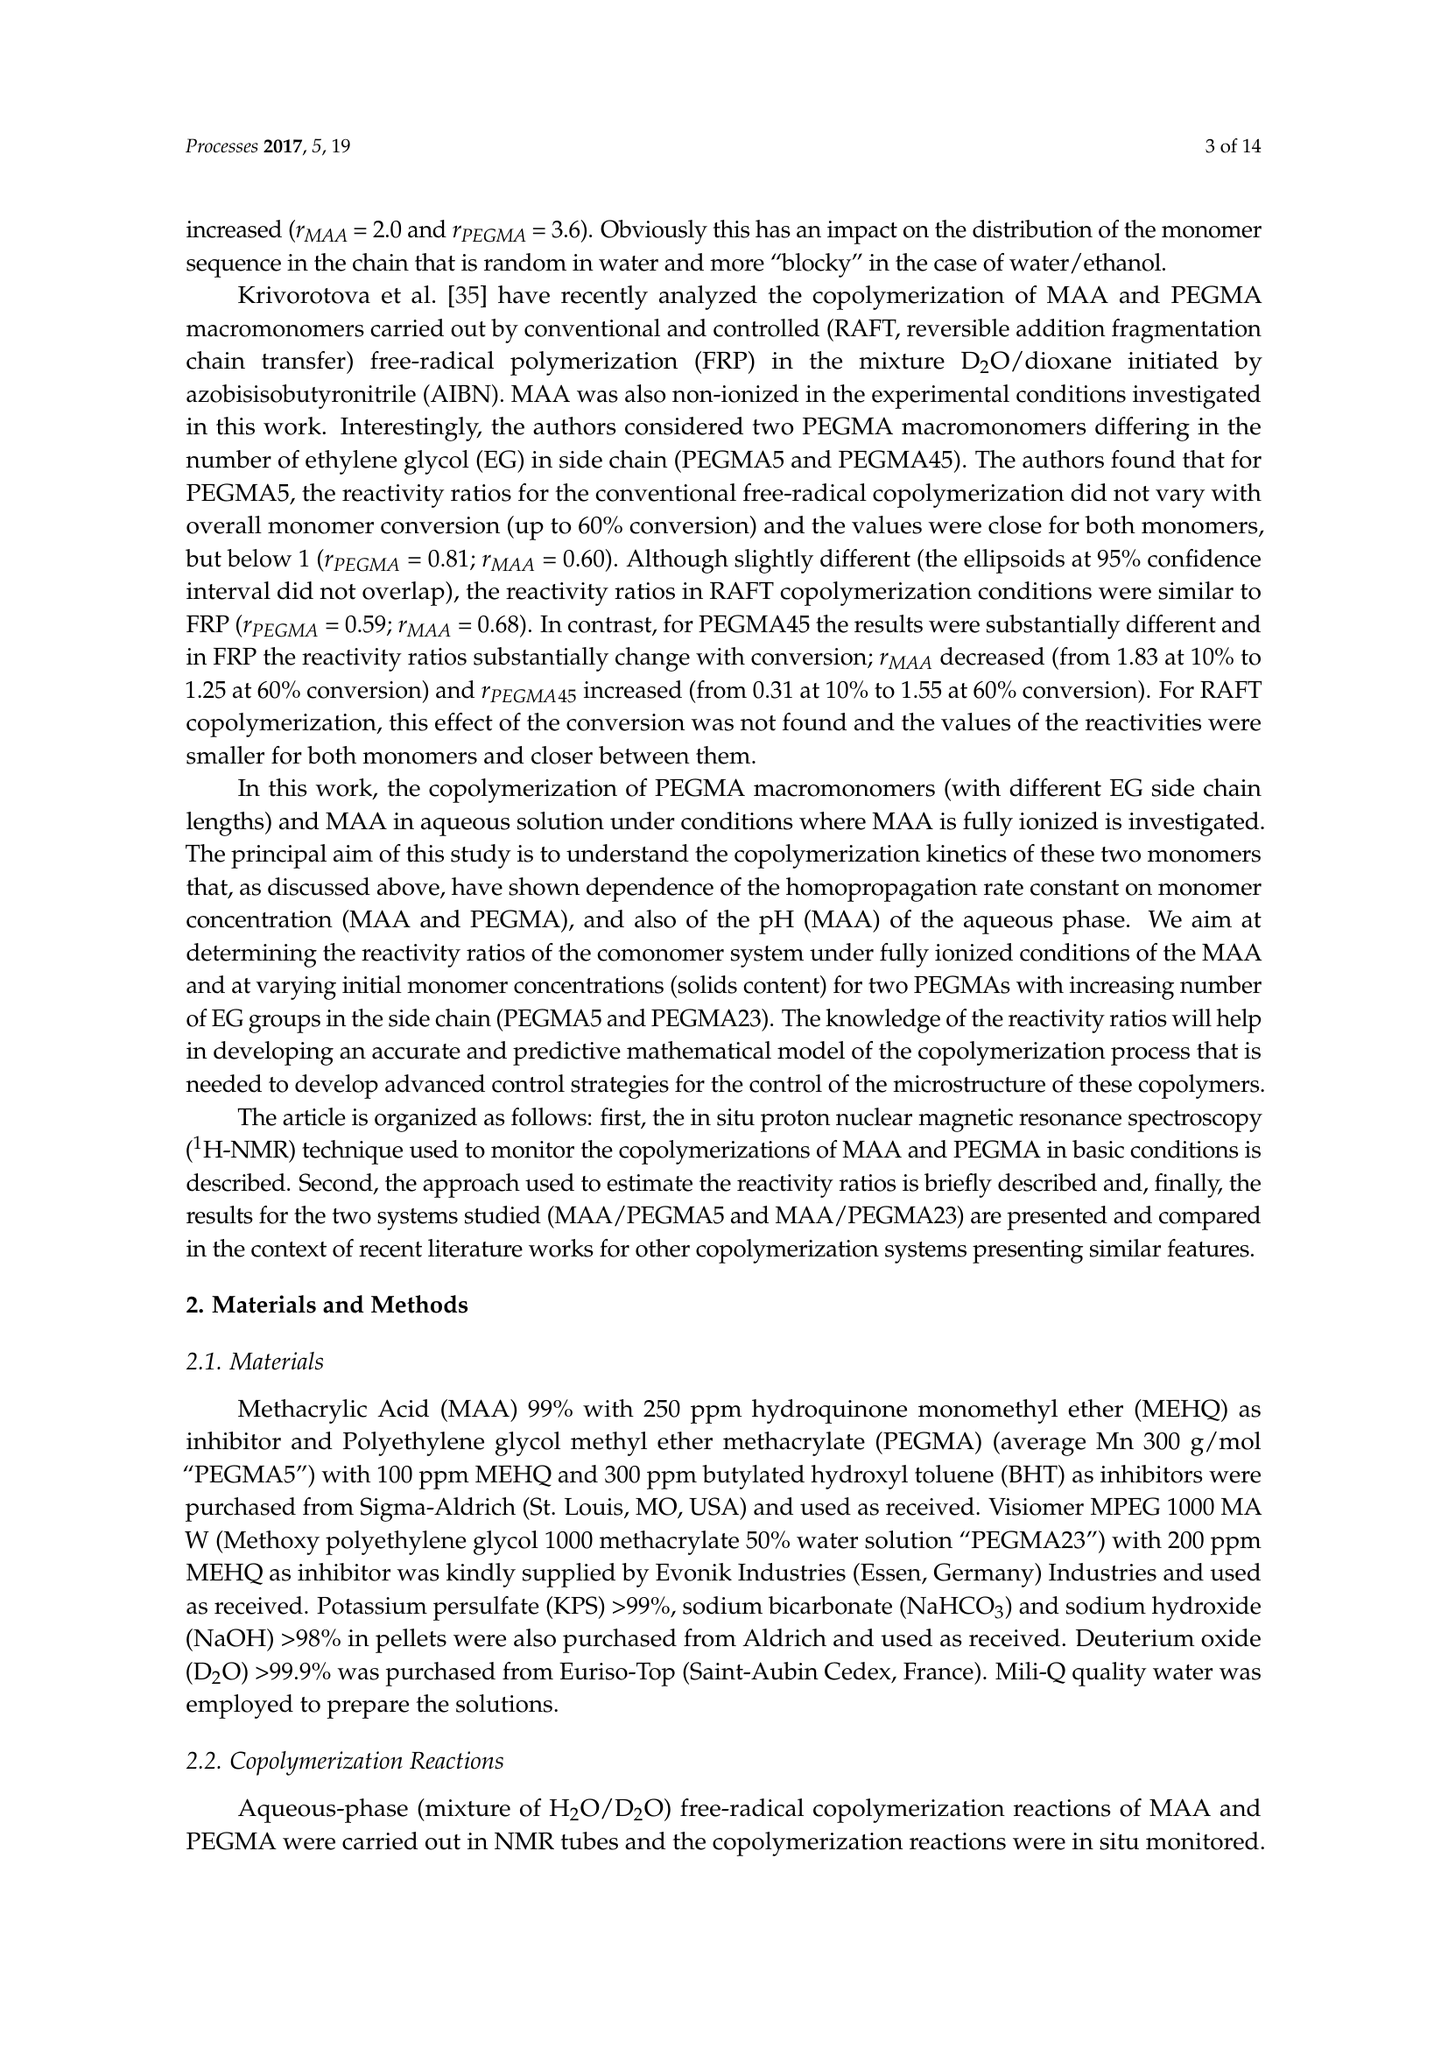 Processes 2017, 5, 19
3 of 14
increased (rMAA = 2.0 and rPEGMA = 3.6). Obviously this has an impact on the distribution of the monomer
sequence in the chain that is random in water and more “blocky” in the case of water/ethanol.
Krivorotova et al. [35] have recently analyzed the copolymerization of MAA and PEGMA
macromonomers carried out by conventional and controlled (RAFT, reversible addition fragmentation
chain transfer) free-radical polymerization (FRP) in the mixture D2O/dioxane initiated by
azobisisobutyronitrile (AIBN). MAA was also non-ionized in the experimental conditions investigated
in this work. Interestingly, the authors considered two PEGMA macromonomers differing in the
number of ethylene glycol (EG) in side chain (PEGMA5 and PEGMA45). The authors found that for
PEGMA5, the reactivity ratios for the conventional free-radical copolymerization did not vary with
overall monomer conversion (up to 60% conversion) and the values were close for both monomers,
but below 1 (rPEGMA = 0.81; rMAA = 0.60). Although slightly different (the ellipsoids at 95% confidence
interval did not overlap), the reactivity ratios in RAFT copolymerization conditions were similar to
FRP (rPEGMA = 0.59; rMAA = 0.68). In contrast, for PEGMA45 the results were substantially different and
in FRP the reactivity ratios substantially change with conversion; rMAA decreased (from 1.83 at 10% to
1.25 at 60% conversion) and rPEGMA45 increased (from 0.31 at 10% to 1.55 at 60% conversion). For RAFT
copolymerization, this effect of the conversion was not found and the values of the reactivities were
smaller for both monomers and closer between them.
In this work, the copolymerization of PEGMA macromonomers (with different EG side chain
lengths) and MAA in aqueous solution under conditions where MAA is fully ionized is investigated.
The principal aim of this study is to understand the copolymerization kinetics of these two monomers
that, as discussed above, have shown dependence of the homopropagation rate constant on monomer
concentration (MAA and PEGMA), and also of the pH (MAA) of the aqueous phase. We aim at
determining the reactivity ratios of the comonomer system under fully ionized conditions of the MAA
and at varying initial monomer concentrations (solids content) for two PEGMAs with increasing number
of EG groups in the side chain (PEGMA5 and PEGMA23). The knowledge of the reactivity ratios will help
in developing an accurate and predictive mathematical model of the copolymerization process that is
needed to develop advanced control strategies for the control of the microstructure of these copolymers.
The article is organized as follows: first, the in situ proton nuclear magnetic resonance spectroscopy
(1H-NMR) technique used to monitor the copolymerizations of MAA and PEGMA in basic conditions is
described. Second, the approach used to estimate the reactivity ratios is briefly described and, finally, the
results for the two systems studied (MAA/PEGMA5 and MAA/PEGMA23) are presented and compared
in the context of recent literature works for other copolymerization systems presenting similar features.
2. Materials and Methods
2.1. Materials
Methacrylic Acid (MAA) 99% with 250 ppm hydroquinone monomethyl ether (MEHQ) as
inhibitor and Polyethylene glycol methyl ether methacrylate (PEGMA) (average Mn 300 g/mol
“PEGMA5”) with 100 ppm MEHQ and 300 ppm butylated hydroxyl toluene (BHT) as inhibitors were
purchased from Sigma-Aldrich (St. Louis, MO, USA) and used as received. Visiomer MPEG 1000 MA
W (Methoxy polyethylene glycol 1000 methacrylate 50% water solution “PEGMA23”) with 200 ppm
MEHQ as inhibitor was kindly supplied by Evonik Industries (Essen, Germany) Industries and used
as received. Potassium persulfate (KPS) >99%, sodium bicarbonate (NaHCO3) and sodium hydroxide
(NaOH) >98% in pellets were also purchased from Aldrich and used as received. Deuterium oxide
(D2O) >99.9% was purchased from Euriso-Top (Saint-Aubin Cedex, France). Mili-Q quality water was
employed to prepare the solutions.
2.2. Copolymerization Reactions
Aqueous-phase (mixture of H2O/D2O) free-radical copolymerization reactions of MAA and
PEGMA were carried out in NMR tubes and the copolymerization reactions were in situ monitored.